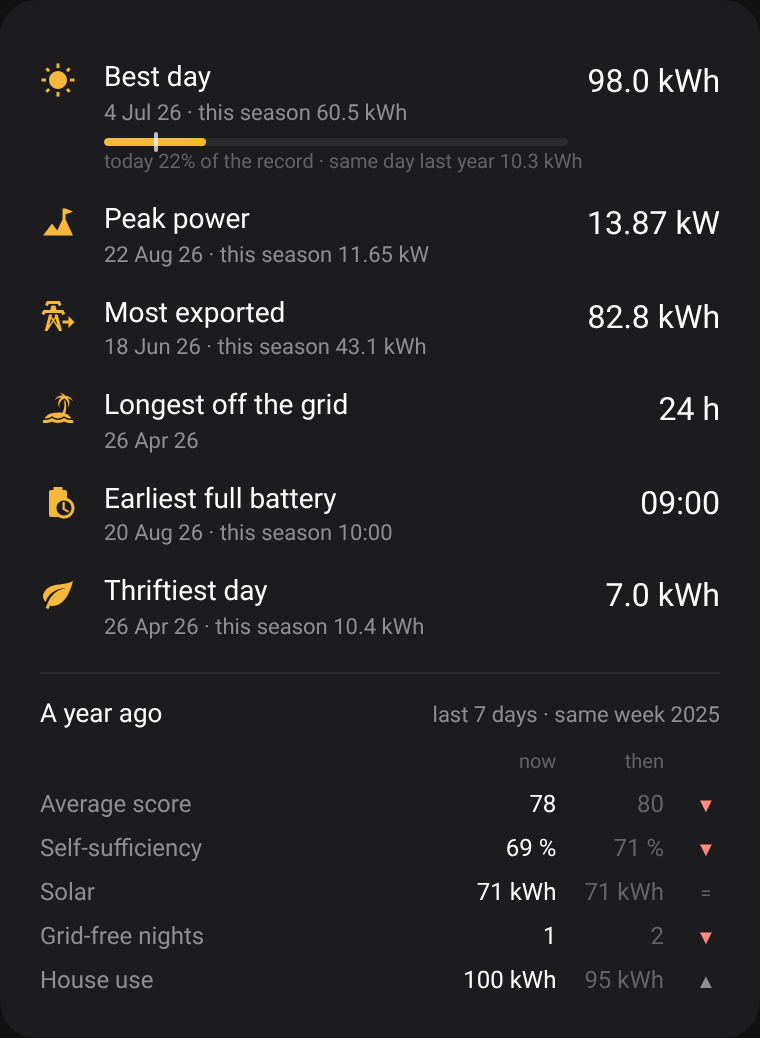 Best day 98.0 kWh
4 Jul 26 · this season 60.5 kWh
today 22% of the record · same day last year 10.3 kWh
Peak power 13.87 kW
22 Aug 26 · this season 11.65 kW
Most exported 82.8 kWh
18 Jun 26 · this season 43.1 kWh
Longest off the grid 24 h
26 Apr 26
Earliest full battery 09:00
20 Aug 26 · this season 10:00
Thriftiest day 7.0 kWh
26 Apr 26 · this season 10.4 kWh
A year ago last 7 days · same week 2025
now then
Average score 78 80 ▼
Self-sufficiency 69 % 71 % ▼
Solar 71 kWh 71 kWh =
Grid-free nights 1 2 ▼
House use 100 kWh 95 kWh ▲